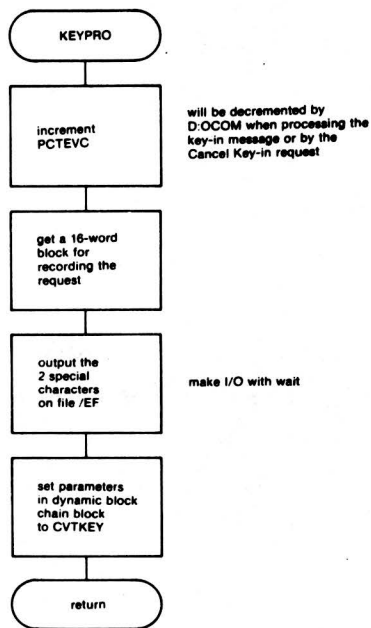 KEYPRO
increment
PCTEVC
will be decremented by
D:OCOM when processing the
key-in message or by the
Cancel Key-in request
get a 16-word
block for
recording the
request
output the
2 special
characters
on file /EF
make I/O with wait
set parameters
in dynamic block
chain block
to CVTKEY
return